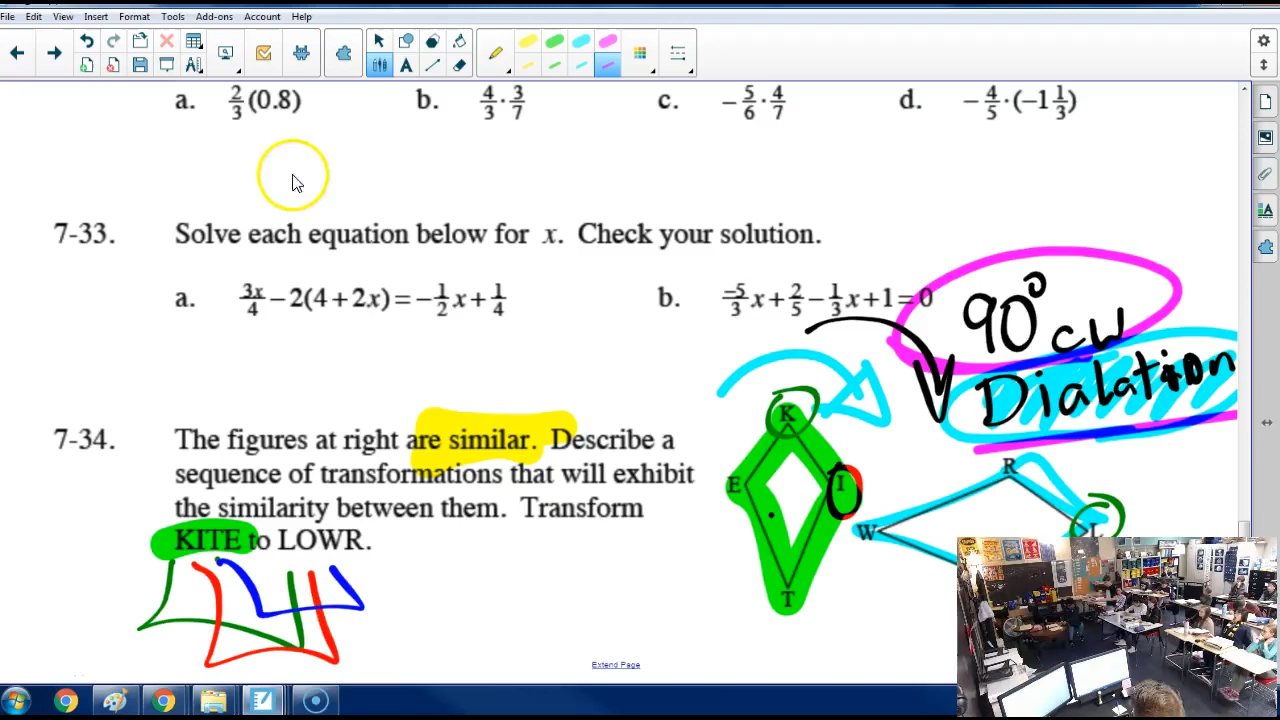 File Edit View Insert Format Tools Add-ons Account Help
a. 2/3(0.8) b. 4/3 · 3/7 c. -5/6 · 4/7 d. -4/5 · (-1 1/3)
7-33. Solve each equation below for x. Check your solution.
a. 3x/4 - 2(4 + 2x) = -1/2x + 1/4 b. -5/3x + 2/5 - 1/3x + 1 = 0
90° CW
Dialation
7-34. The figures at right are similar. Describe a
sequence of transformations that will exhibit
the similarity between them. Transform
KITE to LOWR.
K
E I
T
R
W L
Extend Page